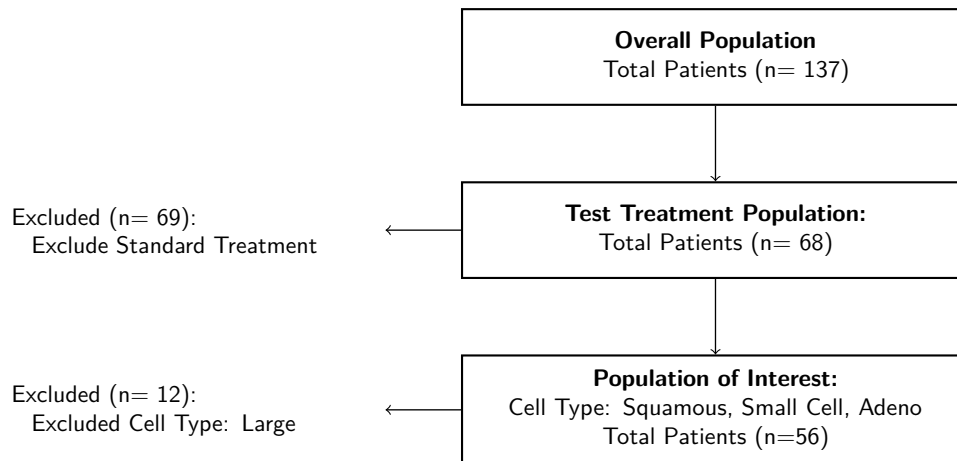 Overall Population
Total Patients (n= 137)
Excluded (n= 69):
Exclude Standard Treatment
Test Treatment Population:
Total Patients (n= 68)
Excluded (n= 12):
Excluded Cell Type: Large
Population of Interest:
Cell Type: Squamous, Small Cell, Adeno
Total Patients (n=56)